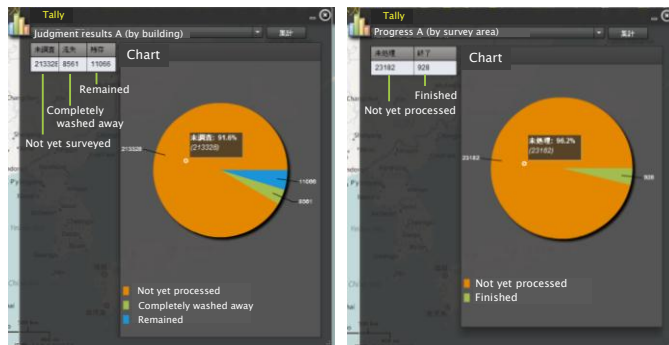 Tally
Judgment results A (by building)
集計
未調査 流失 残存
213328 8561 11066
Chart
Remained
Completely
washed away
Not yet surveyed
未調査: 91.6%
(213328)
213328
11066
8561
Not yet processed
Completely washed away
Remained
Tally
Progress A (by survey area)
集計
未処理 終了
23182 928
Chart
Finished
Not yet processed
未処理: 96.2%
(23182)
23182
928
Not yet processed
Finished